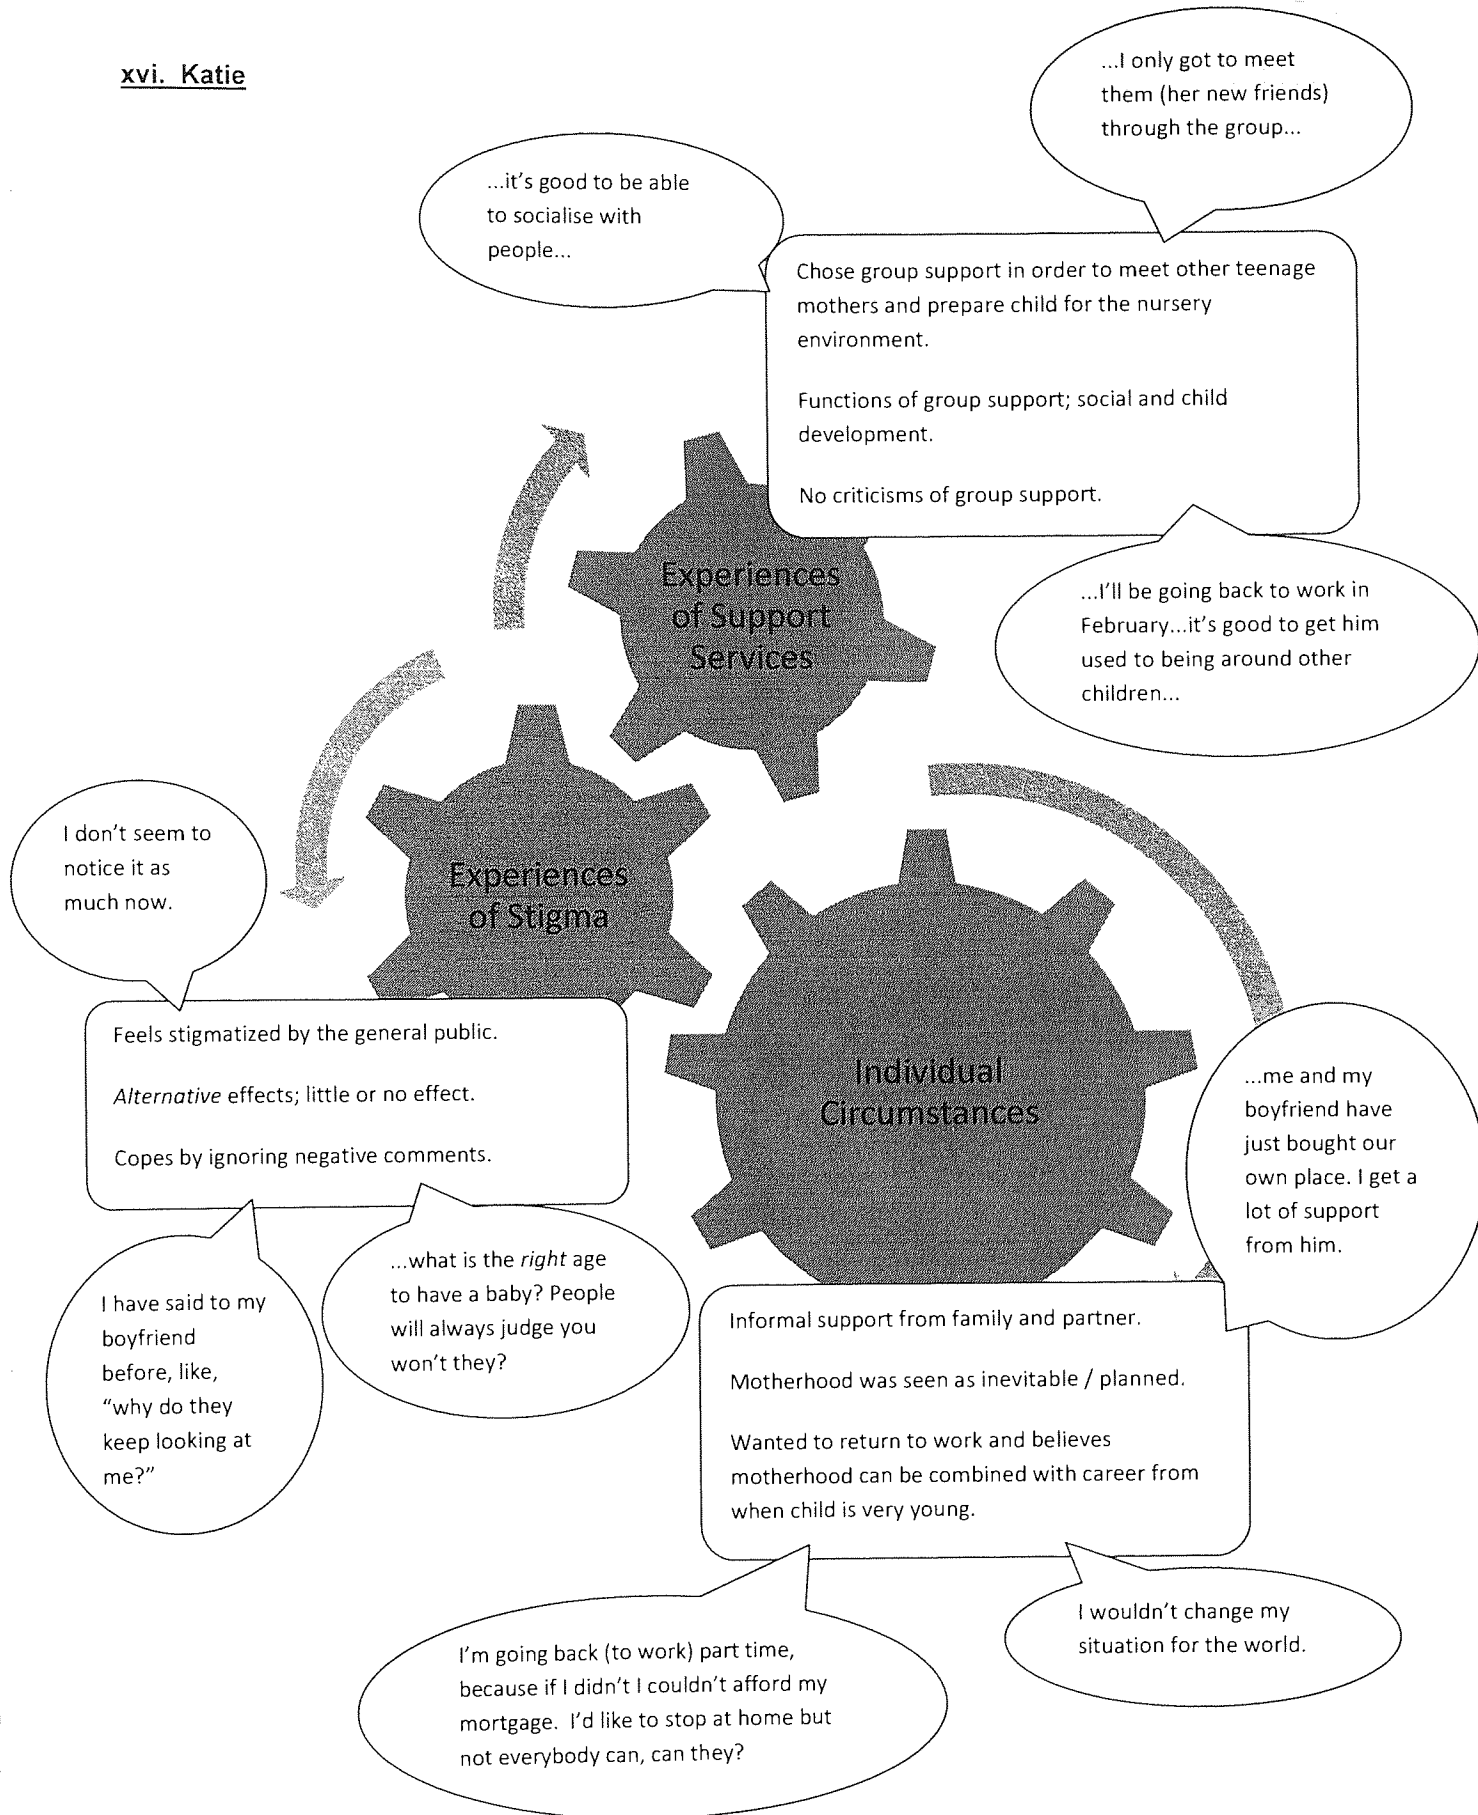 xvi. Katie
...I only got to meet
them (her new friends)
through the group...
...it's good to be able
to socialise with
people...
Chose group support in order to meet other teenage
mothers and prepare child for the nursery
environment.
Functions of group support; social and child
development.
No criticisms of group support.
Experiences
of Support
Services
...I'll be going back to work in
February...it's good to get him
used to being around other
children...
I don't seem to
notice it as
much now.
Experiences
of Stigma
Feels stigmatized by the general public.
Alternative effects; little or no effect.
Copes by ignoring negative comments.
Individual
Circumstances
...me and my
boyfriend have
just bought our
own place. I get a
lot of support
from him.
I have said to my
boyfriend
before, like,
"why do they
keep looking at
me?"
...what is the right age
to have a baby? People
will always judge you
won't they?
Informal support from family and partner.
Motherhood was seen as inevitable / planned.
Wanted to return to work and believes
motherhood can be combined with career from
when child is very young.
I'm going back (to work) part time,
because if I didn't I couldn't afford my
mortgage.  I'd like to stop at home but
not everybody can, can they?
I wouldn't change my
situation for the world.